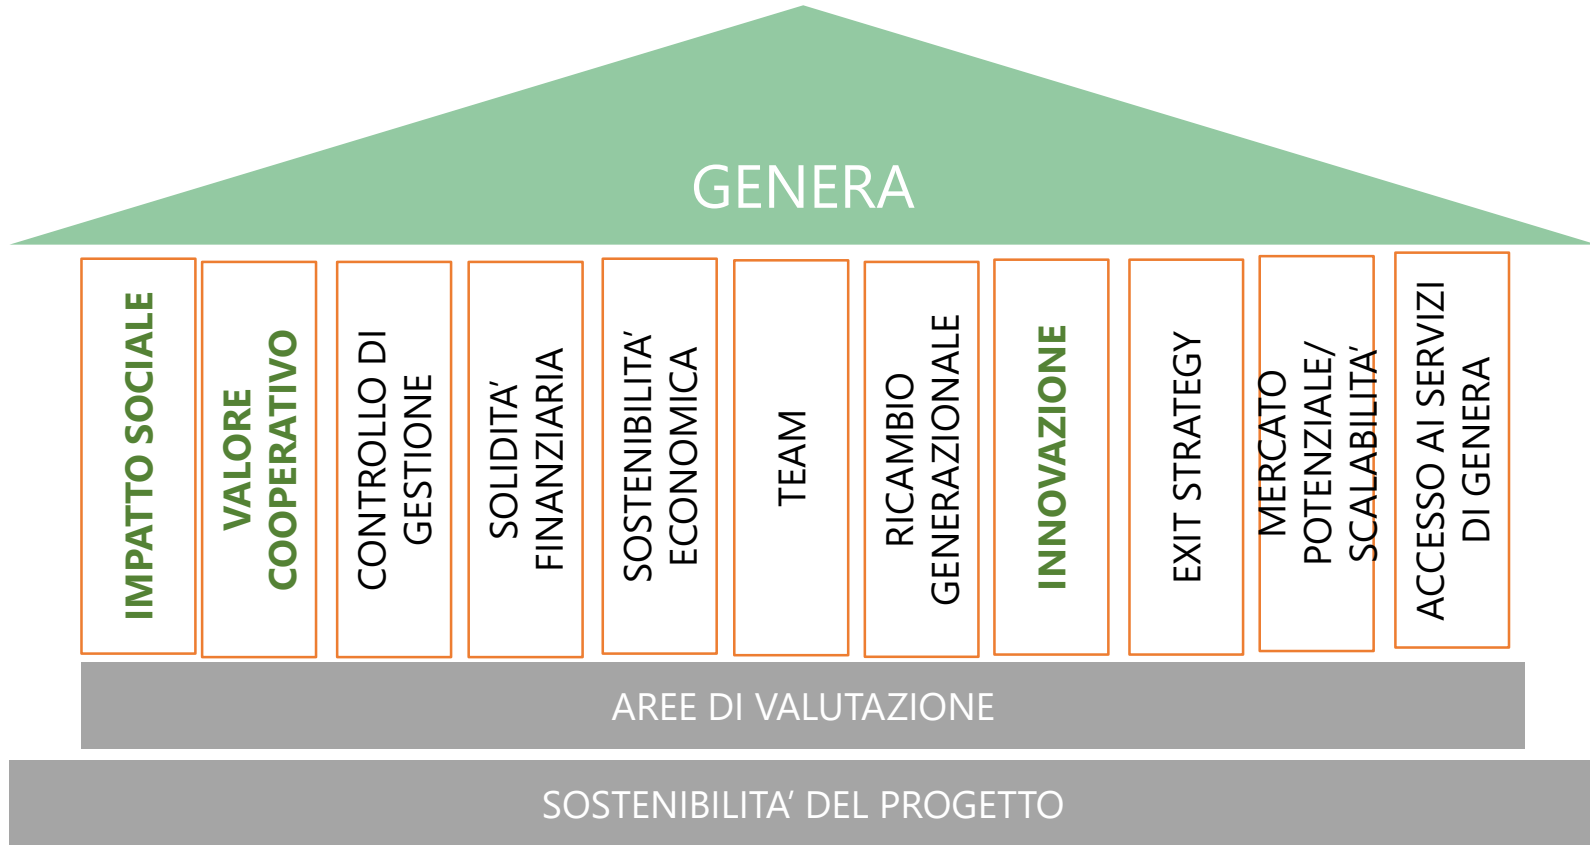 GENERA
IMPATTO SOCIALE
VALORE
COOPERATIVO
CONTROLLO DI
GESTIONE
SOLIDITA’
FINANZIARIA
SOSTENIBILITA’
ECONOMICA
TEAM
RICAMBIO
GENERAZIONALE
INNOVAZIONE
EXIT STRATEGY
MERCATO
POTENZIALE/
SCALABILITA’
ACCESSO AI SERVIZI
DI GENERA
AREE DI VALUTAZIONE
SOSTENIBILITA’ DEL PROGETTO